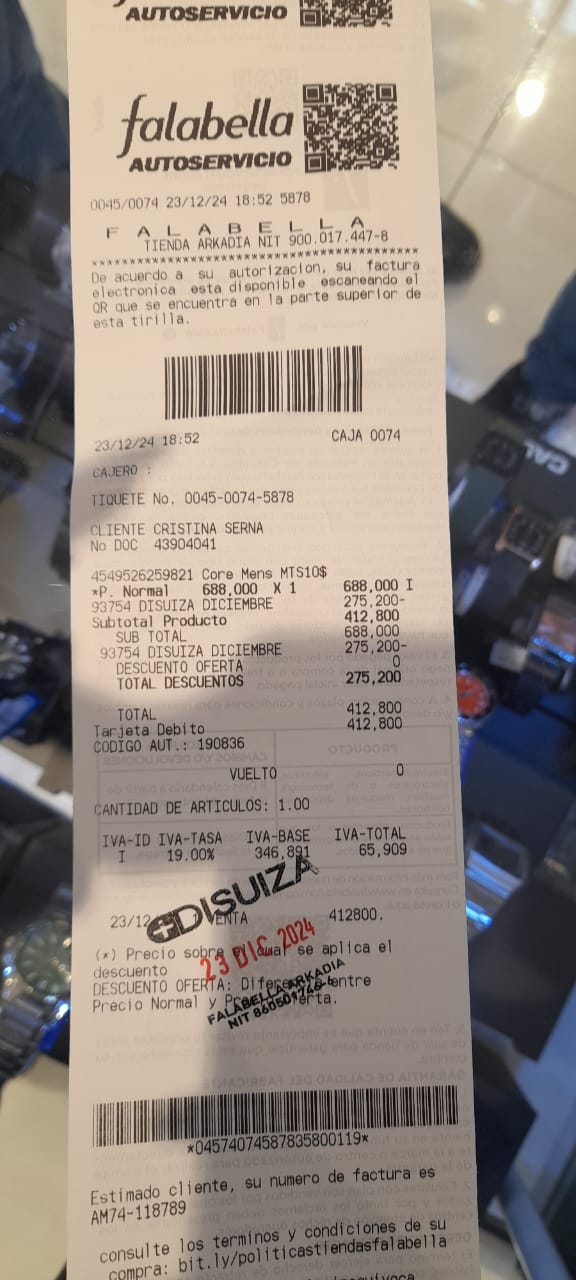 AUTOSERVICIO
falabella
AUTOSERVICIO
0045/0074 23/12/24 18:52 5878
F A L A B E L L A
TIENDA ARKADIA NIT 900.017.447-8
****************************************
De acuerdo a su autorizacion, su factura
electronica esta disponible escaneando el
QR que se encuentra en la parte superior de
esta tirilla.
23/12/24 18:52 CAJA 0074
CAJERO :
TIQUETE No. 0045-0074-5878
CLIENTE CRISTINA SERNA
No DOC 43904041
4549526259821 Core Mens MTS10$
*P. Normal 688,000 X 1 688,000 I
93754 DISUIZA DICIEMBRE 275,200-
Subtotal Producto 412,800
SUB TOTAL 688,000
93754 DISUIZA DICIEMBRE 275,200-
DESCUENTO OFERTA 0
TOTAL DESCUENTOS 275,200
TOTAL 412,800
Tarjeta Debito 412,800
CODIGO AUT.: 190836
VUELTO 0
CANTIDAD DE ARTICULOS: 1.00
IVA-ID IVA-TASA IVA-BASE IVA-TOTAL
I 19.00% 346,891 65,909
DISUIZA
23/12 VENTA 412800.
23 DIC 2024
(*) Precio sobre el cual se aplica el
descuento
DESCUENTO OFERTA: Diferencia entre
Precio Normal y Precio Oferta.
FALABELLA ARKADIA
NIT 860501746-4
*04574074587835800119*
Estimado cliente, su numero de factura es
AM74-118789
consulte los terminos y condiciones de su
compra: bit.ly/politicastiendasfalabella